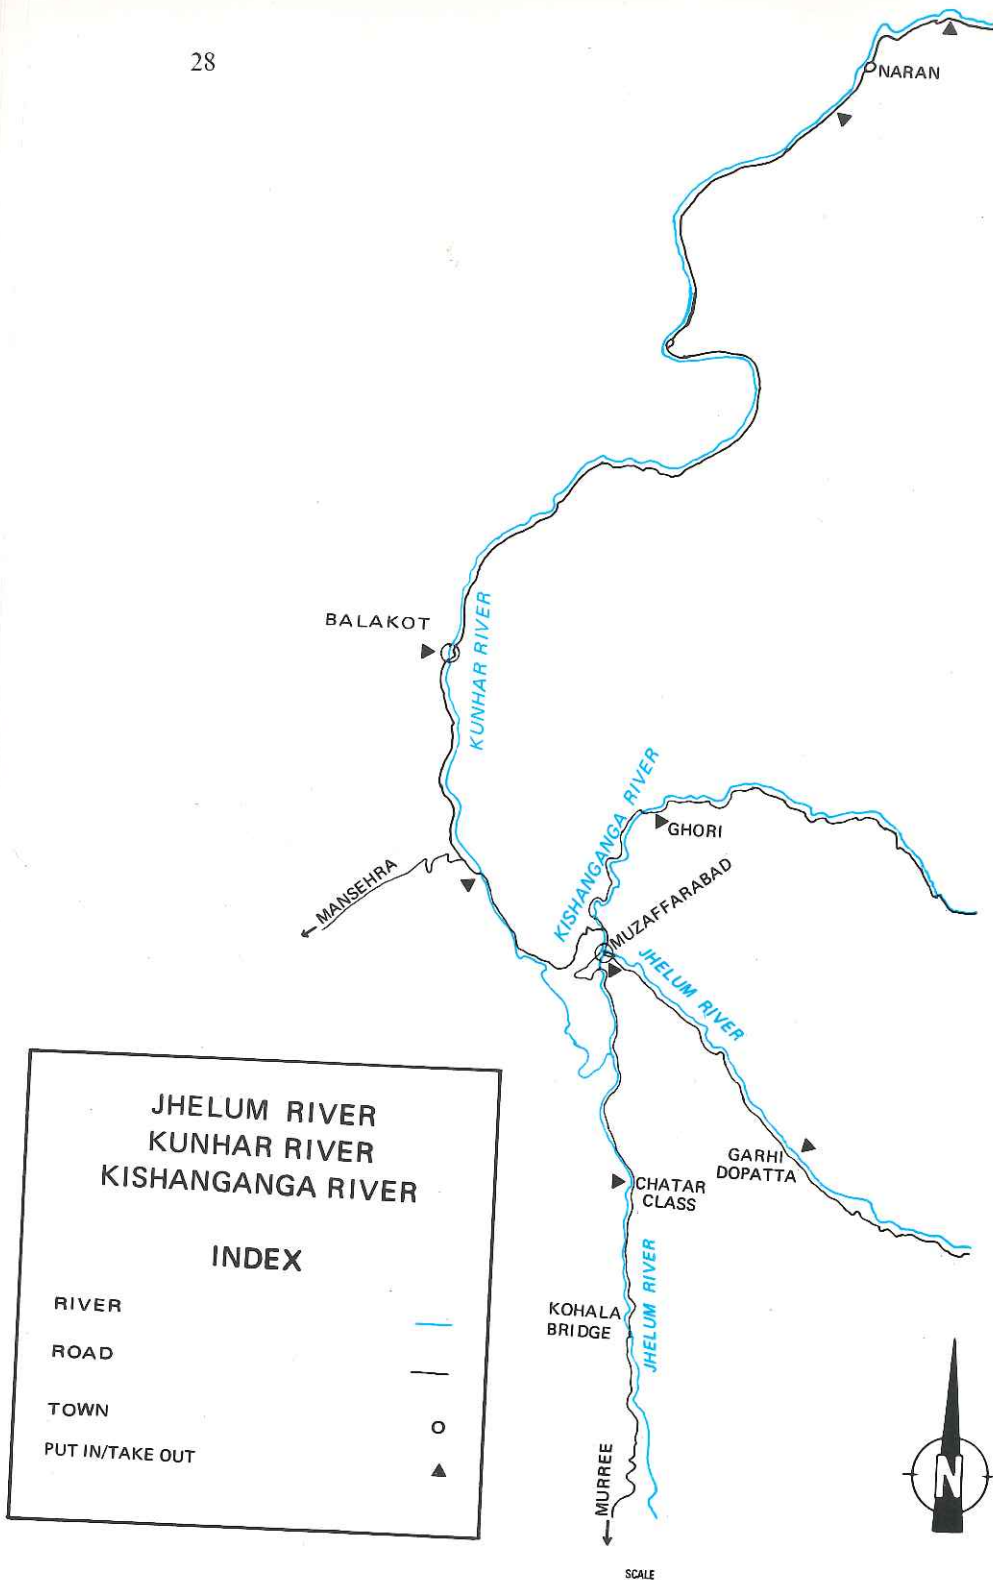 28
NARAN
BALAKOT
KUNHAR RIVER
KISHANGANGA RIVER
GHORI
MANSEHRA
MUZAFFARABAD
JHELUM RIVER
GARHI
DOPATTA
CHATAR
CLASS
KOHALA
BRIDGE
JHELUM RIVER
MURREE
JHELUM RIVER
KUNHAR RIVER
KISHANGANGA RIVER
INDEX
RIVER
ROAD
TOWN
PUT IN/TAKE OUT
N
SCALE